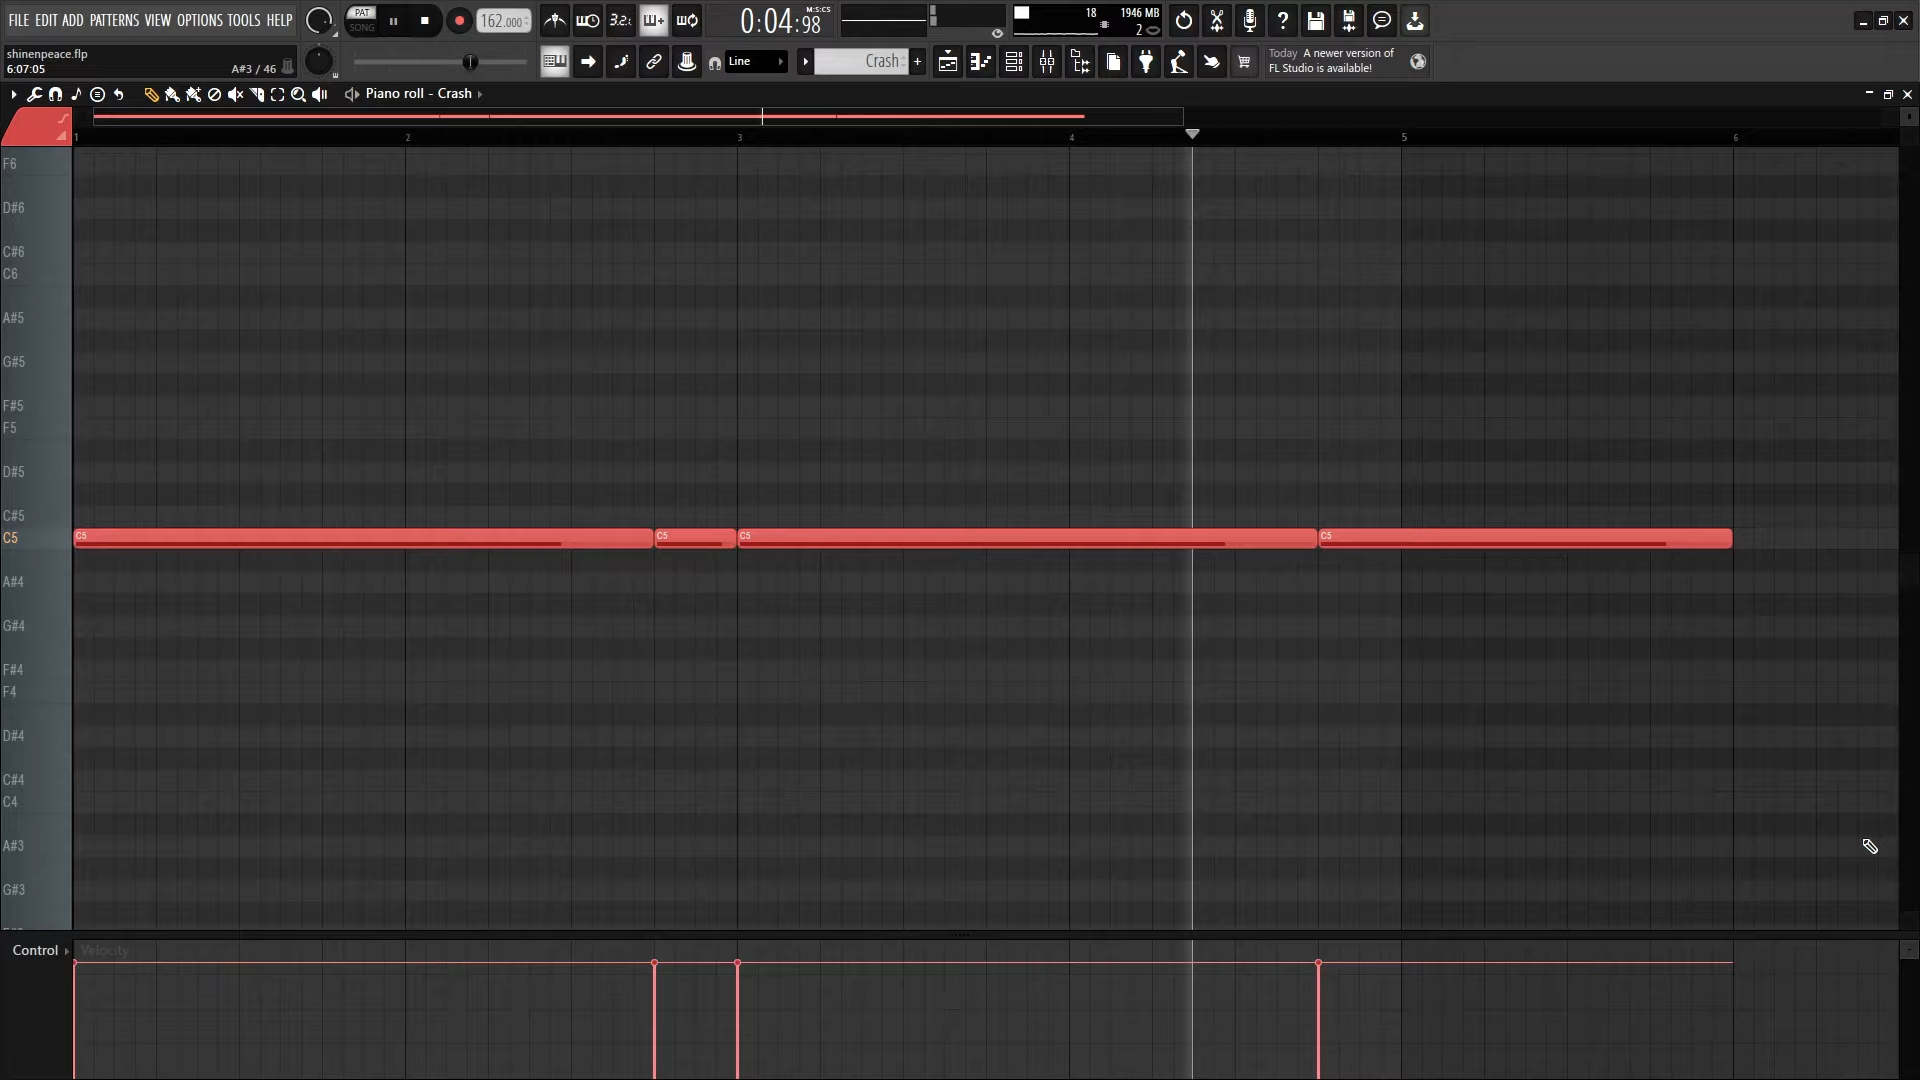 FILE EDIT ADD PATTERNS VIEW OPTIONS TOOLS HELP
PAT
SONG
162.000
3.2.
0:04:98
M:S:CS
18
1946 MB
2
shinenpeace.flp
6:07:05
A#3 / 46
Line
Crash
Today A newer version of
FL Studio is available!
Piano roll - Crash
1 2 3 4 5 6
F6
D#6
C#6
C6
A#5
G#5
F#5
F5
D#5
C#5
C5
C5 C5 C5 C5
A#4
G#4
F#4
F4
D#4
C#4
C4
A#3
G#3
Control
Velocity